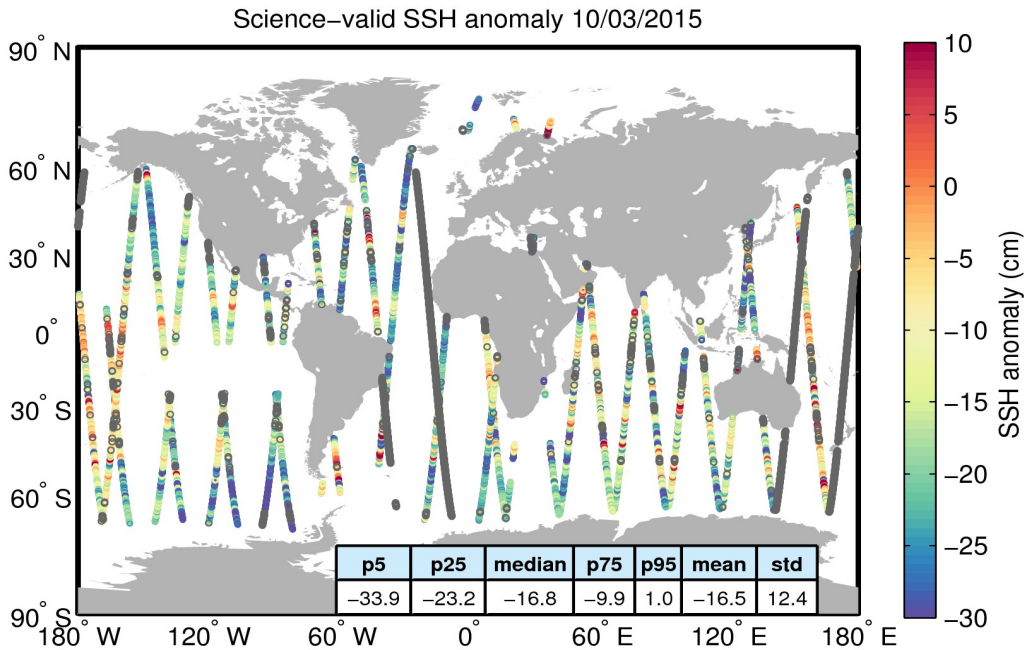 Science−valid SSH anomaly 10/03/2015
90° N
60° N
30° N
0°
30° S
60° S
90° S
180° W 120° W 60° W 0° 60° E 120° E 180° E
p5 p25 median p75 p95 mean std
−33.9 −23.2 −16.8 −9.9 1.0 −16.5 12.4
10
5
0
−5
−10
−15
−20
−25
−30
SSH anomaly (cm)